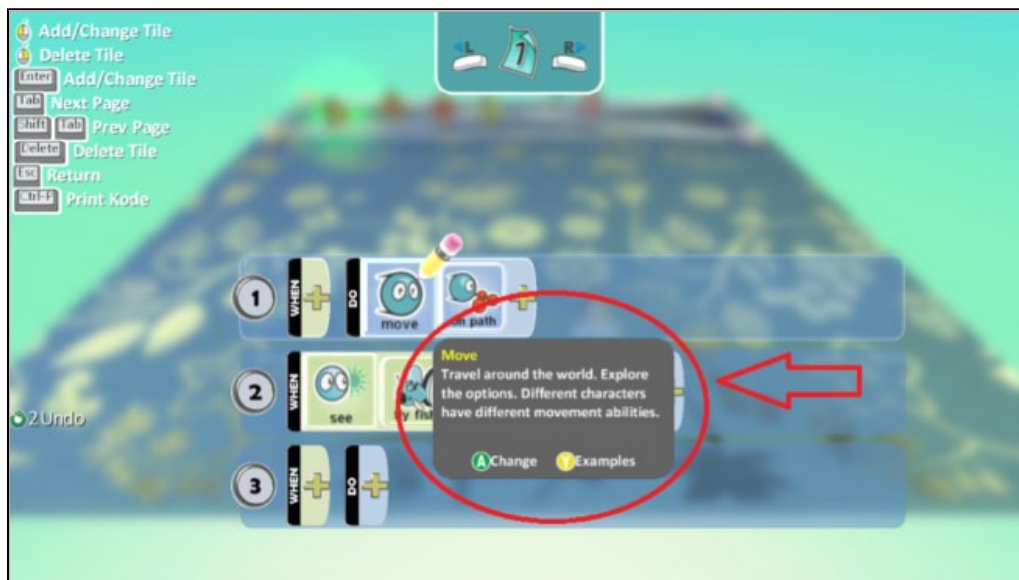 Add/Change Tile
Delete Tile
Enter Add/Change Tile
Tab Next Page
Shift Tab Prev Page
Delete Delete Tile
Esc Return
Print Kode
L 1 R
1 WHEN DO move on path
2 WHEN see
3 WHEN DO
Move
Travel around the world. Explore
the options. Different characters
have different movement abilities.
A Change Y Examples
2 Undo